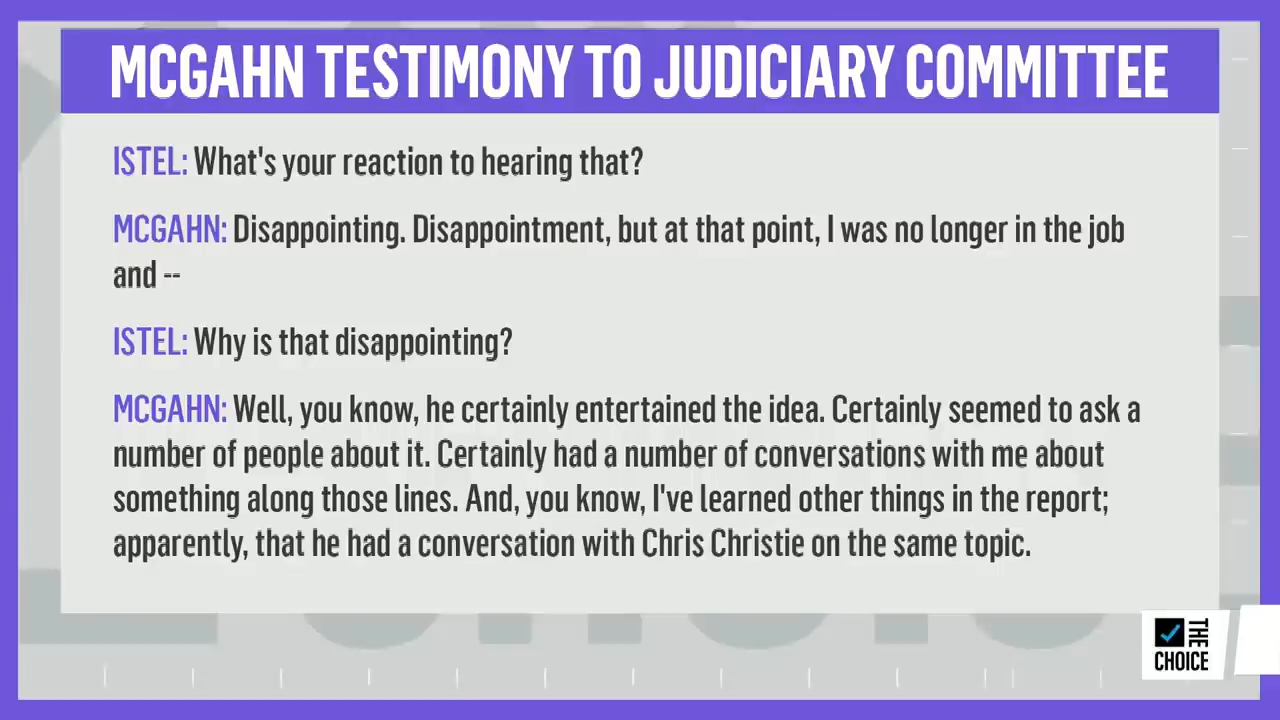 MCGAHN TESTIMONY TO JUDICIARY COMMITTEE
ISTEL: What's your reaction to hearing that?
MCGAHN: Disappointing. Disappointment, but at that point, I was no longer in the job
and --
ISTEL: Why is that disappointing?
MCGAHN: Well, you know, he certainly entertained the idea. Certainly seemed to ask a
number of people about it. Certainly had a number of conversations with me about
something along those lines. And, you know, I've learned other things in the report;
apparently, that he had a conversation with Chris Christie on the same topic.
THE
CHOICE